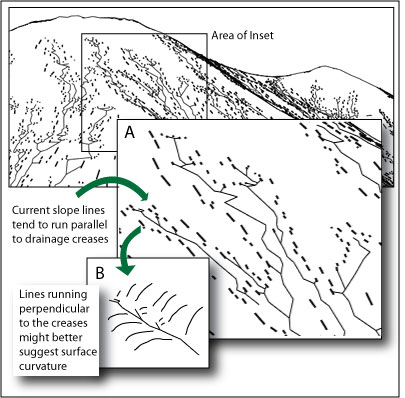 Area of Inset
A
Current slope lines
tend to run parallel
to drainage creases
B
Lines running
perpendicular
to the creases
might better
suggest surface
curvature